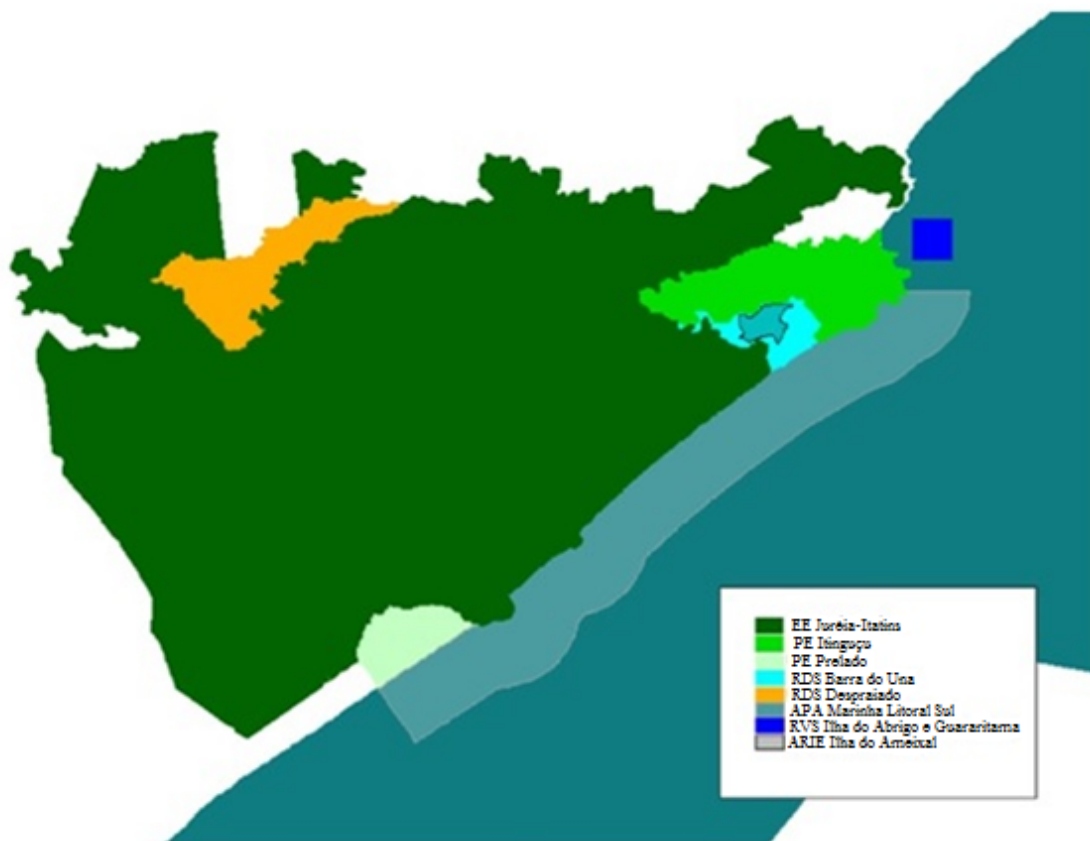 EE Juréia-Itatins
PE Itinguçu
PE Prelado
RDS Barra do Una
RDS Despraiado
APA Marinha Litoral Sul
RVS Ilha do Abrigo e Guararitama
ARIE Ilha do Ameixal